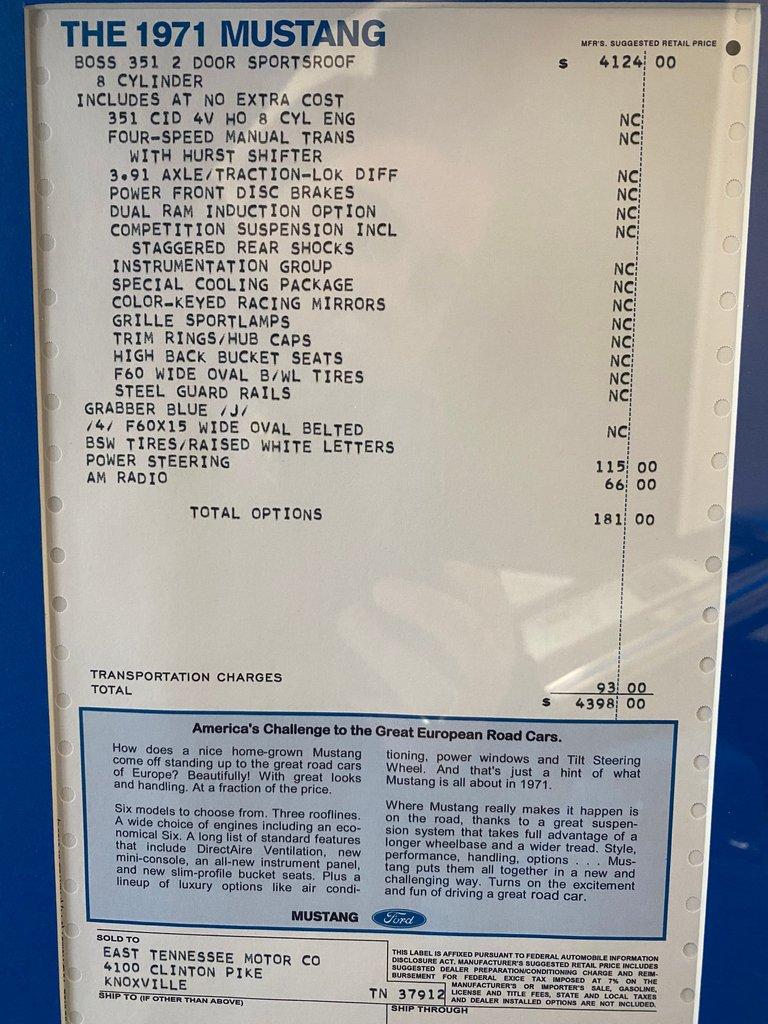 THE 1971 MUSTANG
MFR'S. SUGGESTED RETAIL PRICE
BOSS 351 2 DOOR SPORTSROOF $ 4124 00
8 CYLINDER
INCLUDES AT NO EXTRA COST
351 CID 4V HO 8 CYL ENG NC
FOUR-SPEED MANUAL TRANS NC
WITH HURST SHIFTER
3.91 AXLE/TRACTION-LOK DIFF NC
POWER FRONT DISC BRAKES NC
DUAL RAM INDUCTION OPTION NC
COMPETITION SUSPENSION INCL NC
STAGGERED REAR SHOCKS
INSTRUMENTATION GROUP NC
SPECIAL COOLING PACKAGE NC
COLOR-KEYED RACING MIRRORS NC
GRILLE SPORTLAMPS NC
TRIM RINGS/HUB CAPS NC
HIGH BACK BUCKET SEATS NC
F60 WIDE OVAL B/WL TIRES NC
STEEL GUARD RAILS NC
GRABBER BLUE /J/
/4/ F60X15 WIDE OVAL BELTED NC
BSW TIRES/RAISED WHITE LETTERS
POWER STEERING 115 00
AM RADIO 66 00
TOTAL OPTIONS 181 00
TRANSPORTATION CHARGES 93 00
TOTAL $ 4398 00
America's Challenge to the Great European Road Cars.
How does a nice home-grown Mustang
come off standing up to the great road cars
of Europe? Beautifully! With great looks
and handling. At a fraction of the price.
Six models to choose from. Three rooflines.
A wide choice of engines including an eco-
nomical Six. A long list of standard features
that include DirectAire Ventilation, new
mini-console, an all-new instrument panel,
and new slim-profile bucket seats. Plus a
lineup of luxury options like air condi-
tioning, power windows and Tilt Steering
Wheel. And that's just a hint of what
Mustang is all about in 1971.
Where Mustang really makes it happen is
on the road, thanks to a great suspen-
sion system that takes full advantage of a
longer wheelbase and a wider tread. Style,
performance, handling, options . . . Mus-
tang puts them all together in a new and
challenging way. Turns on the excitement
and fun of driving a great road car.
MUSTANG Ford
SOLD TO
EAST TENNESSEE MOTOR CO
4100 CLINTON PIKE
KNOXVILLE TN 37912
SHIP TO (IF OTHER THAN ABOVE)
THIS LABEL IS AFFIXED PURSUANT TO FEDERAL AUTOMOBILE INFORMATION
DISCLOSURE ACT. MANUFACTURER'S SUGGESTED RETAIL PRICE INCLUDES
SUGGESTED DEALER PREPARATION/CONDITIONING CHARGE AND REIM-
BURSEMENT FOR FEDERAL EXICE TAX IMPOSED AT 7% ON THE
MANUFACTURER'S OR IMPORTER'S SALE, GASOLINE,
LICENSE AND TITLE FEES, STATE AND LOCAL TAXES
AND DEALER INSTALLED OPTIONS ARE NOT INCLUDED.
SHIP THROUGH